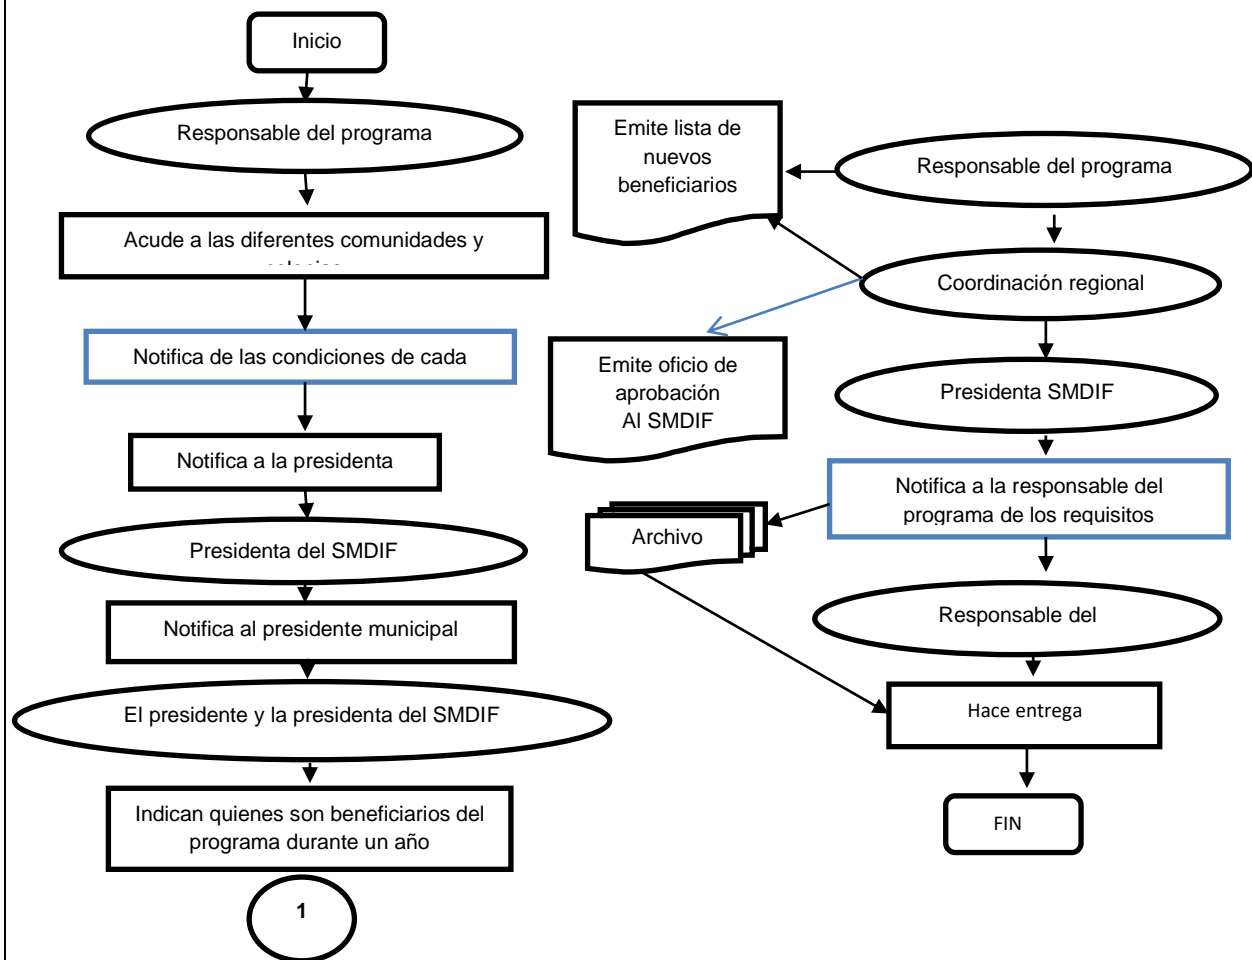 Inicio
Responsable del programa
Acude a las diferentes comunidades y
Notifica de las condiciones de cada
Notifica a la presidenta
Presidenta del SMDIF
Notifica al presidente municipal
El presidente y la presidenta del SMDIF
Indican quienes son beneficiarios del
programa durante un año
1
Emite lista de
nuevos
beneficiarios
Responsable del programa
Coordinación regional
Emite oficio de
aprobación
Al SMDIF
Presidenta SMDIF
Notifica a la responsable del
programa de los requisitos
Archivo
Responsable del
Hace entrega
FIN